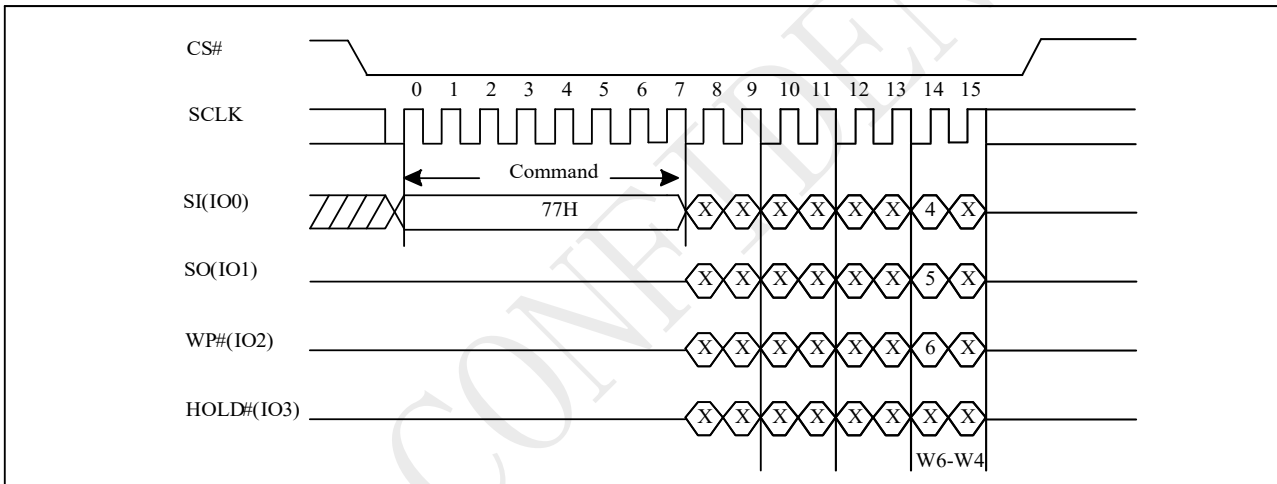 CS#
0 1 2 3 4 5 6 7 8 9 10 11 12 13 14 15
SCLK
Command
SI(IO0) 77H X X X X X X 4 X
SO(IO1) X X X X X X 5 X
WP#(IO2) X X X X X X 6 X
HOLD#(IO3) X X X X X X X X
W6-W4